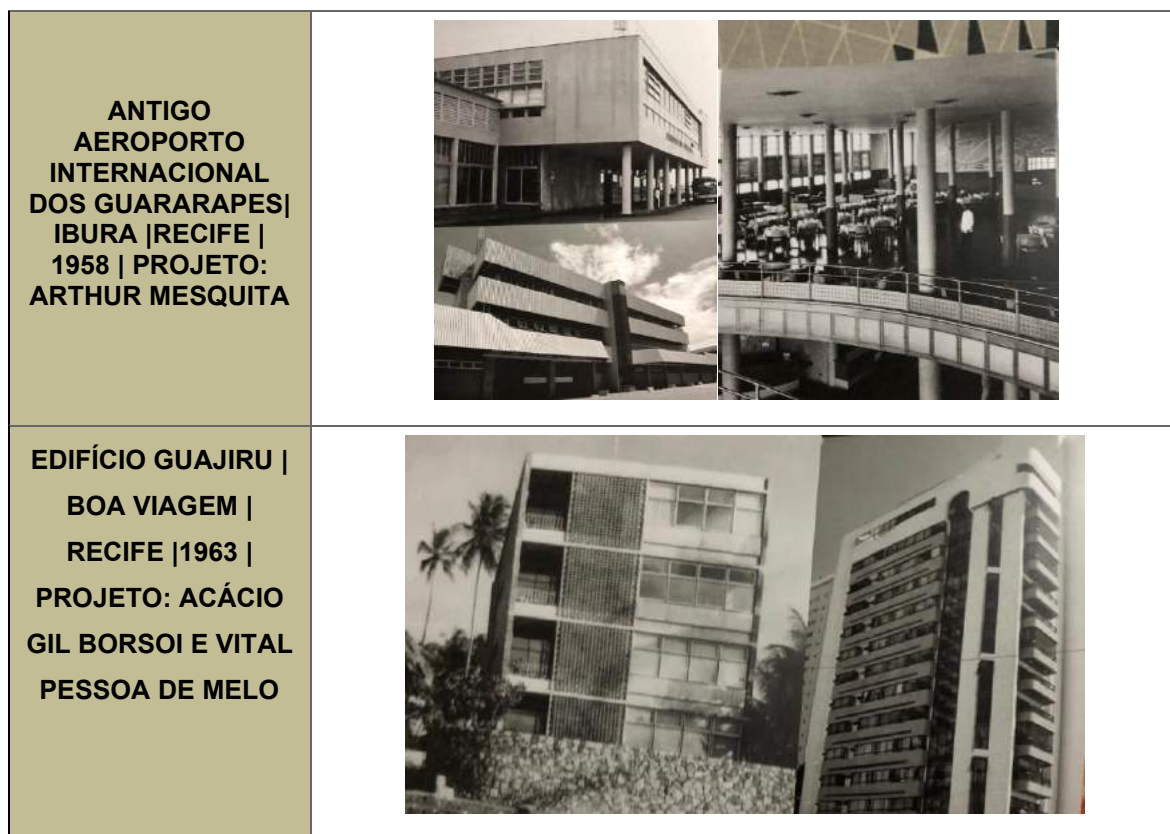 ANTIGO
AEROPORTO
INTERNACIONAL
DOS GUARARAPES|
IBURA |RECIFE |
1958 | PROJETO:
ARTHUR MESQUITA
EDIFÍCIO GUAJIRU |
BOA VIAGEM |
RECIFE |1963 |
PROJETO: ACÁCIO
GIL BORSOI E VITAL
PESSOA DE MELO